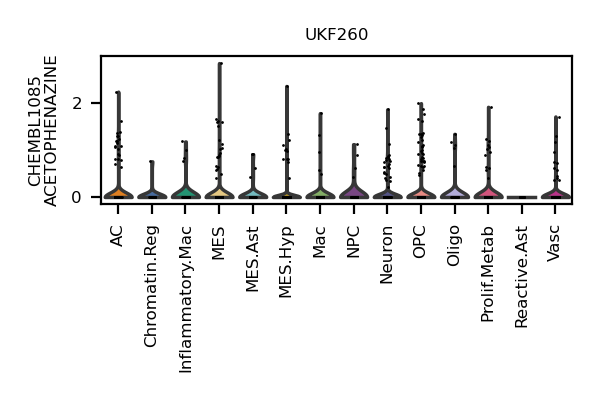 UKF260
CHEMBL1085
ACETOPHENAZINE
2
0
AC
Chromatin.Reg
Inflammatory.Mac
MES
MES.Ast
MES.Hyp
Mac
NPC
Neuron
OPC
Oligo
Prolif.Metab
Reactive.Ast
Vasc